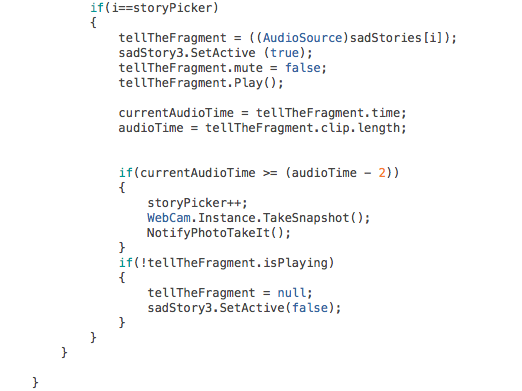 if(i==storyPicker)
{
tellTheFragment = ((AudioSource)sadStories[i]);
sadStory3.SetActive (true);
tellTheFragment.mute = false;
tellTheFragment.Play();
currentAudioTime = tellTheFragment.time;
audioTime = tellTheFragment.clip.length;
if(currentAudioTime >= (audioTime - 2))
{
storyPicker++;
WebCam.Instance.TakeSnapshot();
NotifyPhotoTakeIt();
}
if(!tellTheFragment.isPlaying)
{
tellTheFragment = null;
sadStory3.SetActive(false);
}
}
}
}